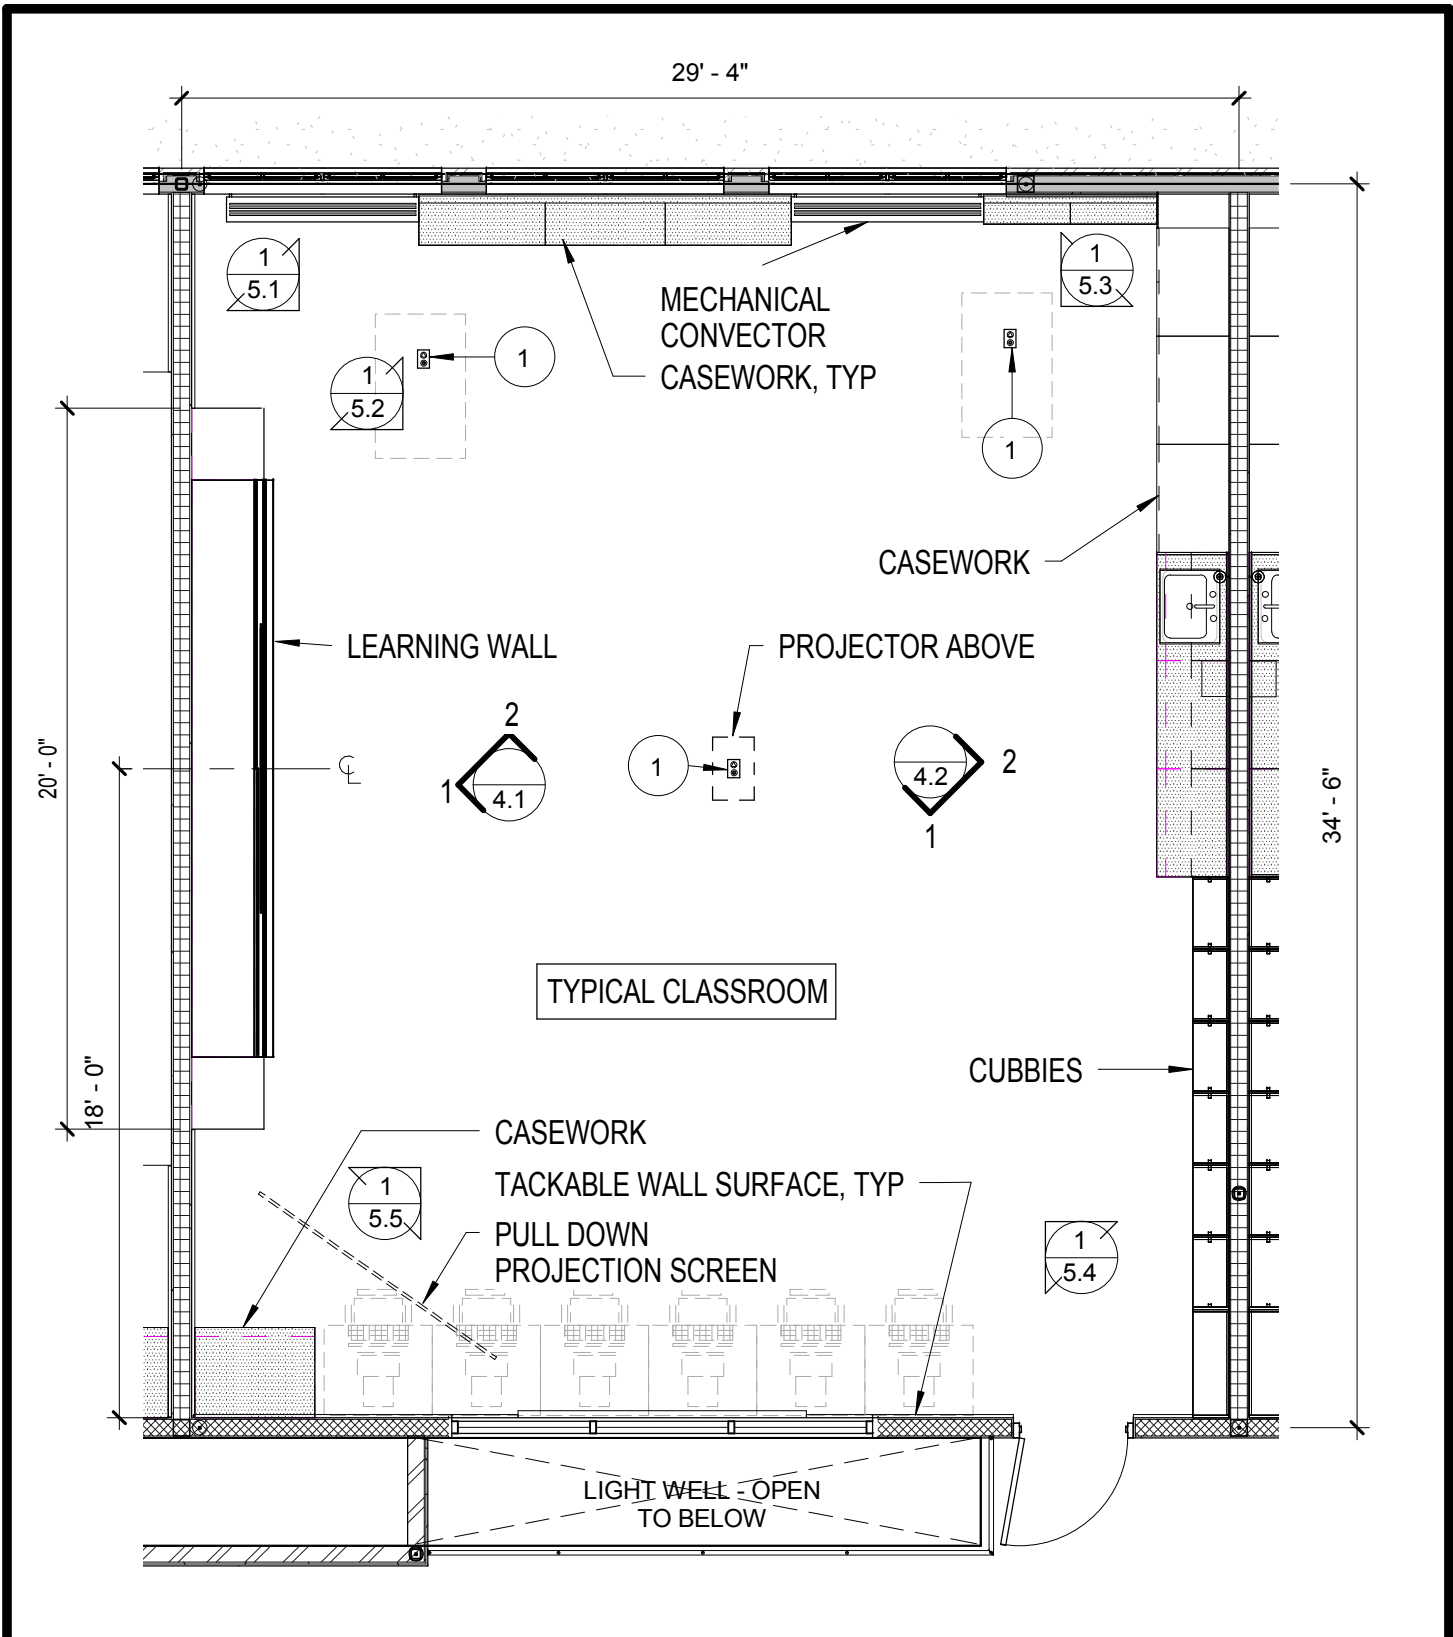 29' - 4"
1
5.1
1
5.3
MECHANICAL
CONVECTOR
CASEWORK, TYP
1
1
5.2
1
CASEWORK
LEARNING WALL
PROJECTOR ABOVE
2
1
4.1
1
4.2
2
1
CL
20' - 0"
34' - 6"
TYPICAL CLASSROOM
18' - 0"
CUBBIES
CASEWORK
1
5.5
TACKABLE WALL SURFACE, TYP
PULL DOWN
PROJECTION SCREEN
1
5.4
LIGHT WELL - OPEN
TO BELOW